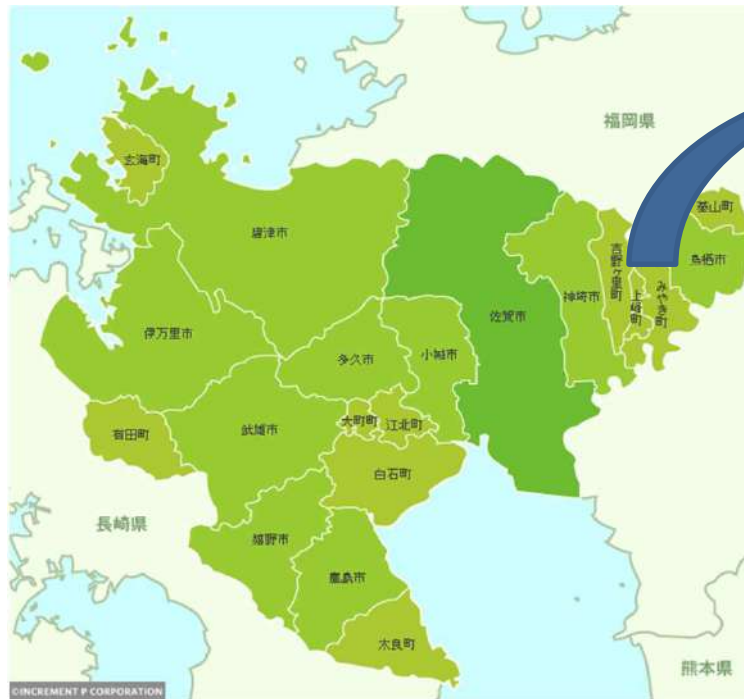 福岡県
玄海町
基山町
唐津市
鳥栖市
吉野ヶ里町
みやき町
上峰町
神埼市
佐賀市
伊万里市
多久市
小城市
大町町
江北町
有田町
武雄市
白石町
長崎県
嬉野市
鹿島市
太良町
熊本県
©INCREMENT P CORPORATION